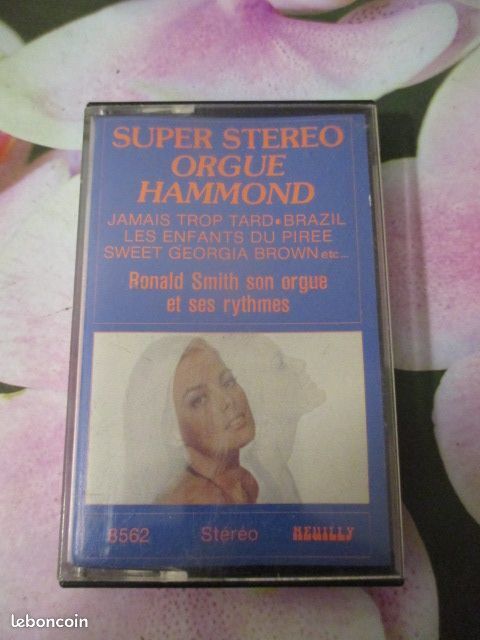 SUPER STEREO
ORGUE
HAMMOND
JAMAIS TROP TARD▪BRAZIL
LES ENFANTS DU PIREE
SWEET GEORGIA BROWN etc...
Ronald Smith son orgue
et ses rythmes
8562 Stéréo NEUILLY
leboncoin